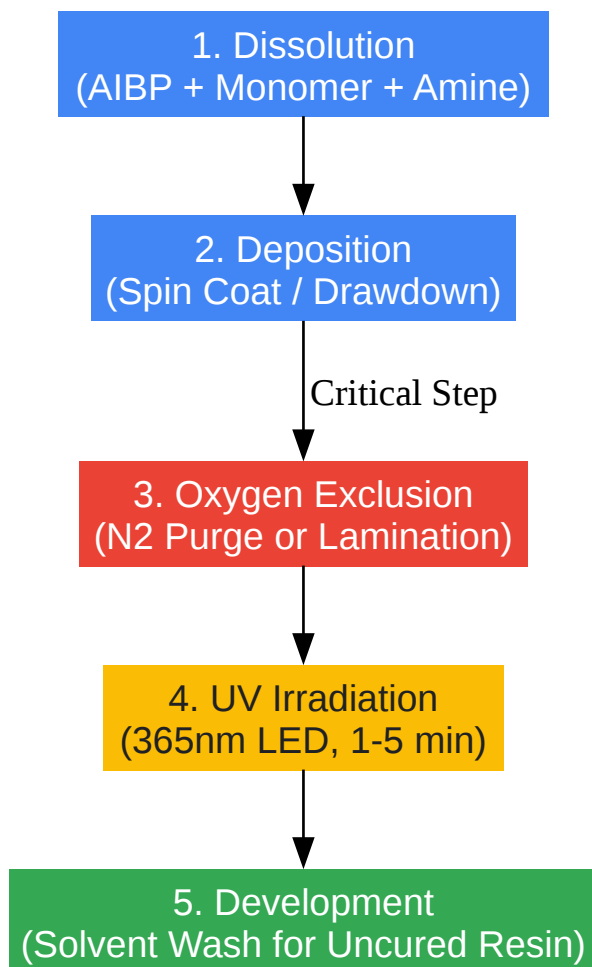 1. Dissolution
(AIBP + Monomer + Amine)
2. Deposition
(Spin Coat / Drawdown)
Critical Step
3. Oxygen Exclusion
(N2 Purge or Lamination)
4. UV Irradiation
(365nm LED, 1-5 min)
5. Development
(Solvent Wash for Uncured Resin)